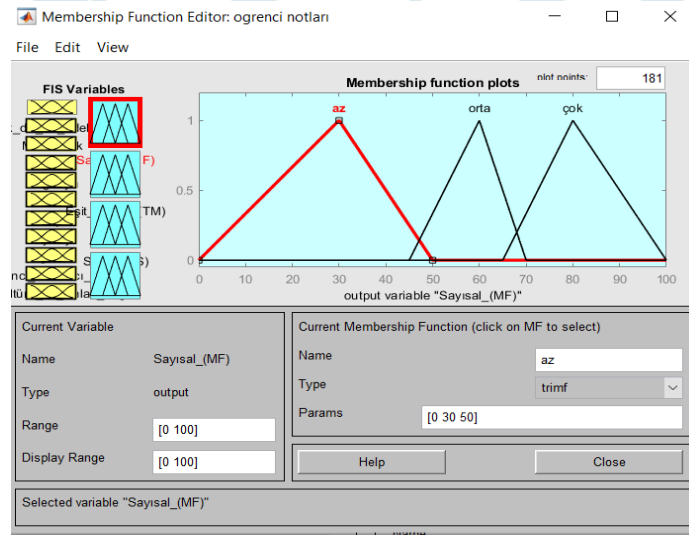 Membership Function Editor: ogrenci notları
File Edit View
FIS Variables
Membership function plots
plot points:
181
az
orta
çok
1
0.5
0
F)
TM)
S)
0 10 20 30 40 50 60 70 80 90 100
output variable "Sayısal_(MF)"
Current Variable
Name Sayısal_(MF)
Type output
Range [0 100]
Display Range [0 100]
Current Membership Function (click on MF to select)
Name az
Type trimf
Params [0 30 50]
Help
Close
Selected variable "Sayısal_(MF)"